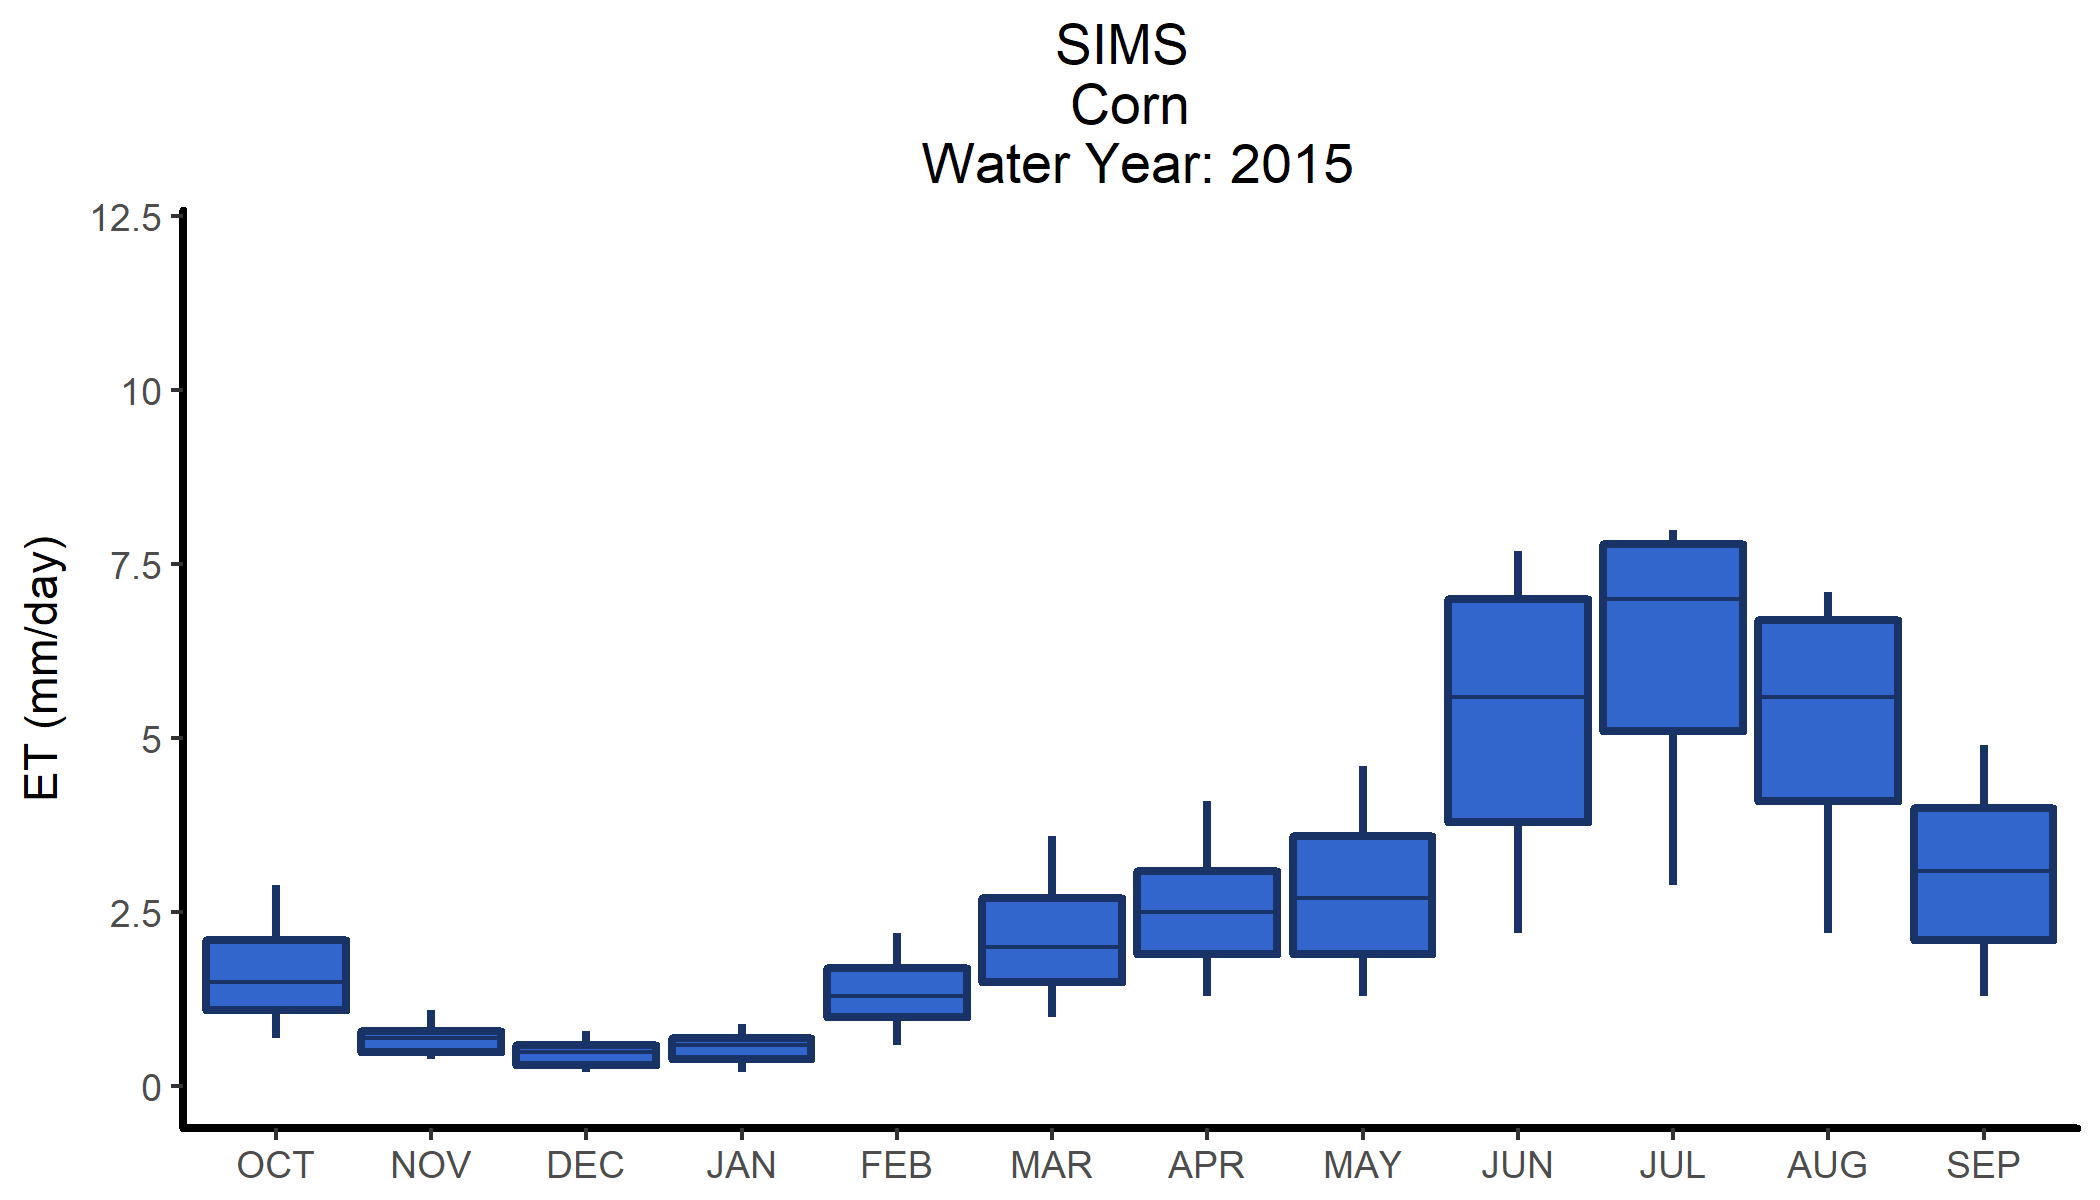 SIMS
Corn
Water Year: 2015
ET (mm/day)
12.5
10
7.5
5
2.5
0
OCT NOV DEC JAN FEB MAR APR MAY JUN JUL AUG SEP